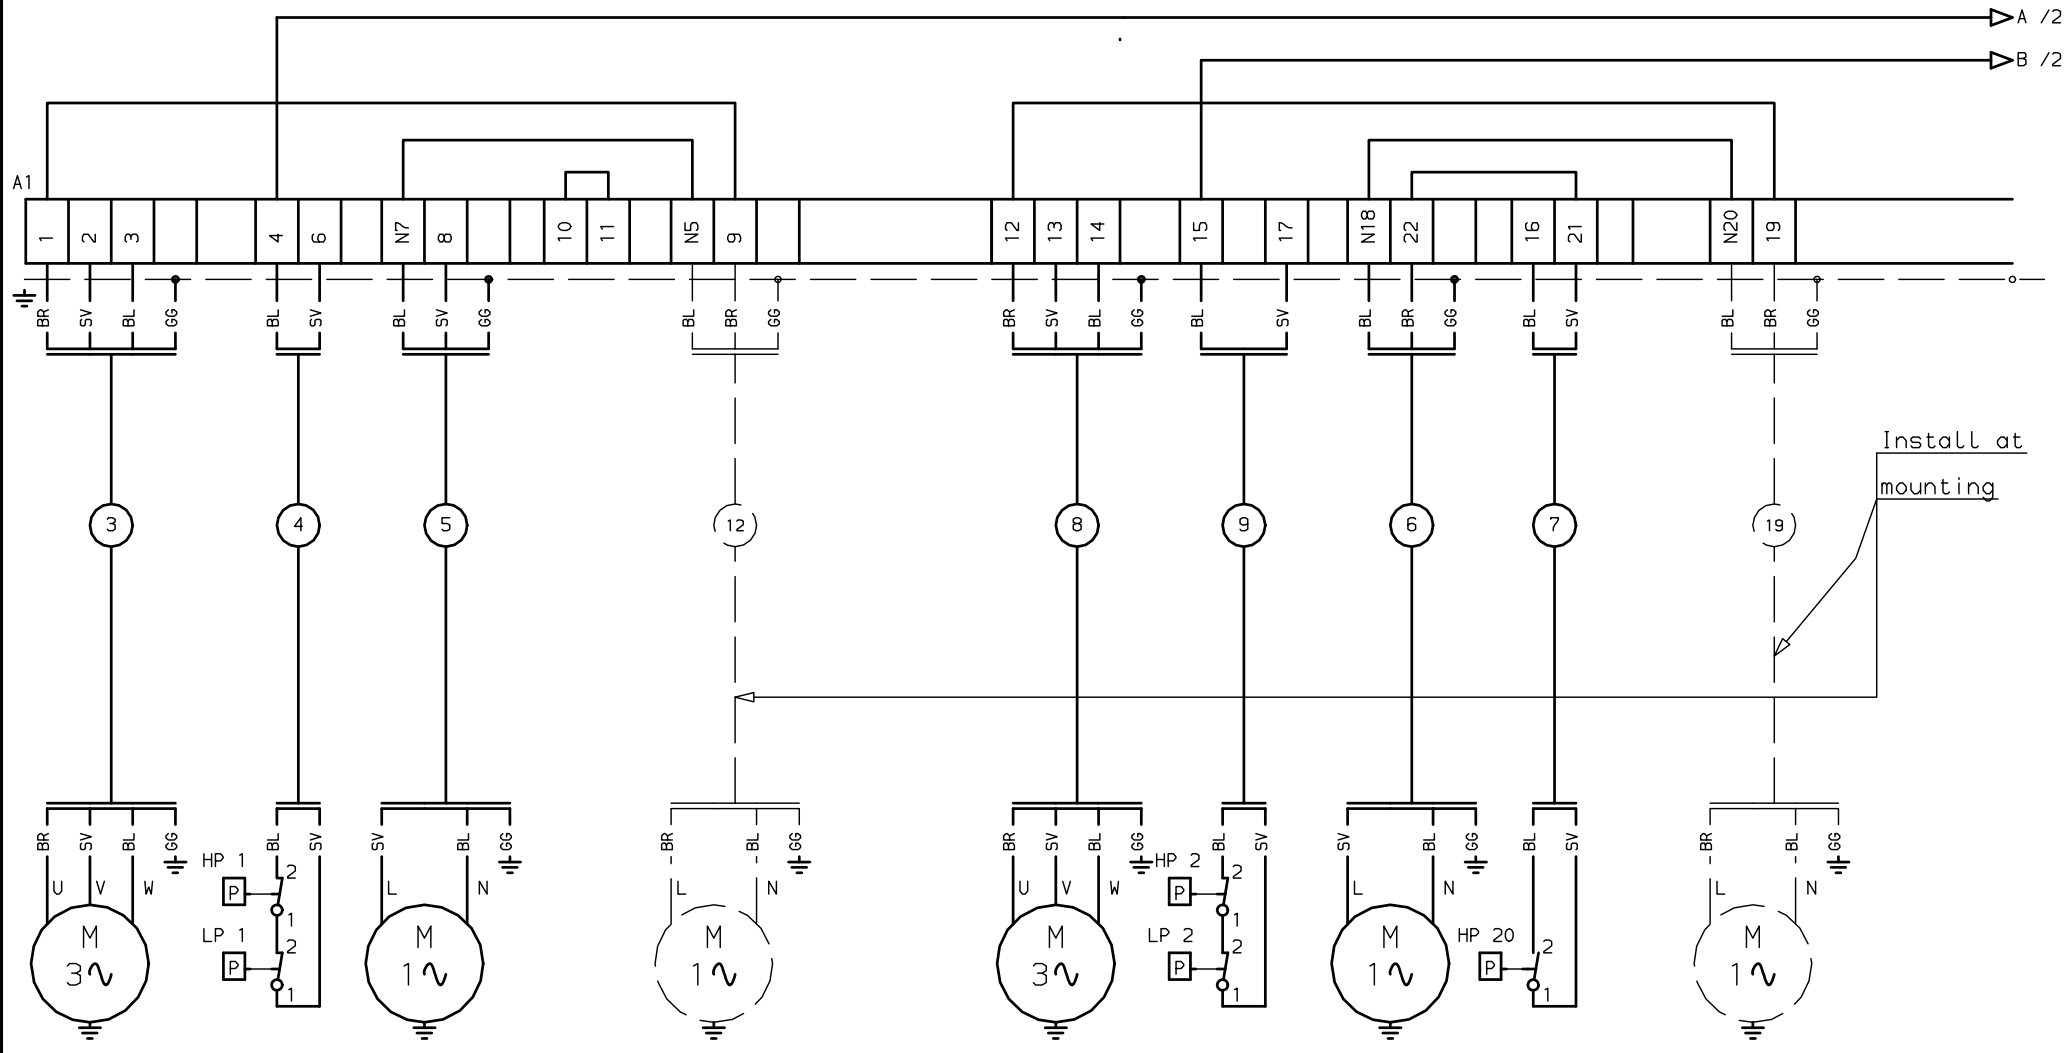 A /2
B /2
A1
1 2 3 4 6 N7 8 10 11 N5 9 12 13 14 15 17 N18 22 16 21 N20 19
BR SV BL GG BL SV BL SV GG BL BR GG BR SV BL GG BL SV BL BR GG BL SV BL BR GG
Install at
mounting
3 4 5 12 8 9 6 7 19
BR SV BL GG BL SV SV BL GG BR BL GG BR SV BL GG BL SV SV BL GG BL SV BR BL GG
HP 1 2 HP 2 2
U V W P L N L N U V W P L N L N
1 1
LP 1 2 LP 2 2 HP 20 2
M M M M M M
P P P
3 1 1 3 1 1
1 1 1